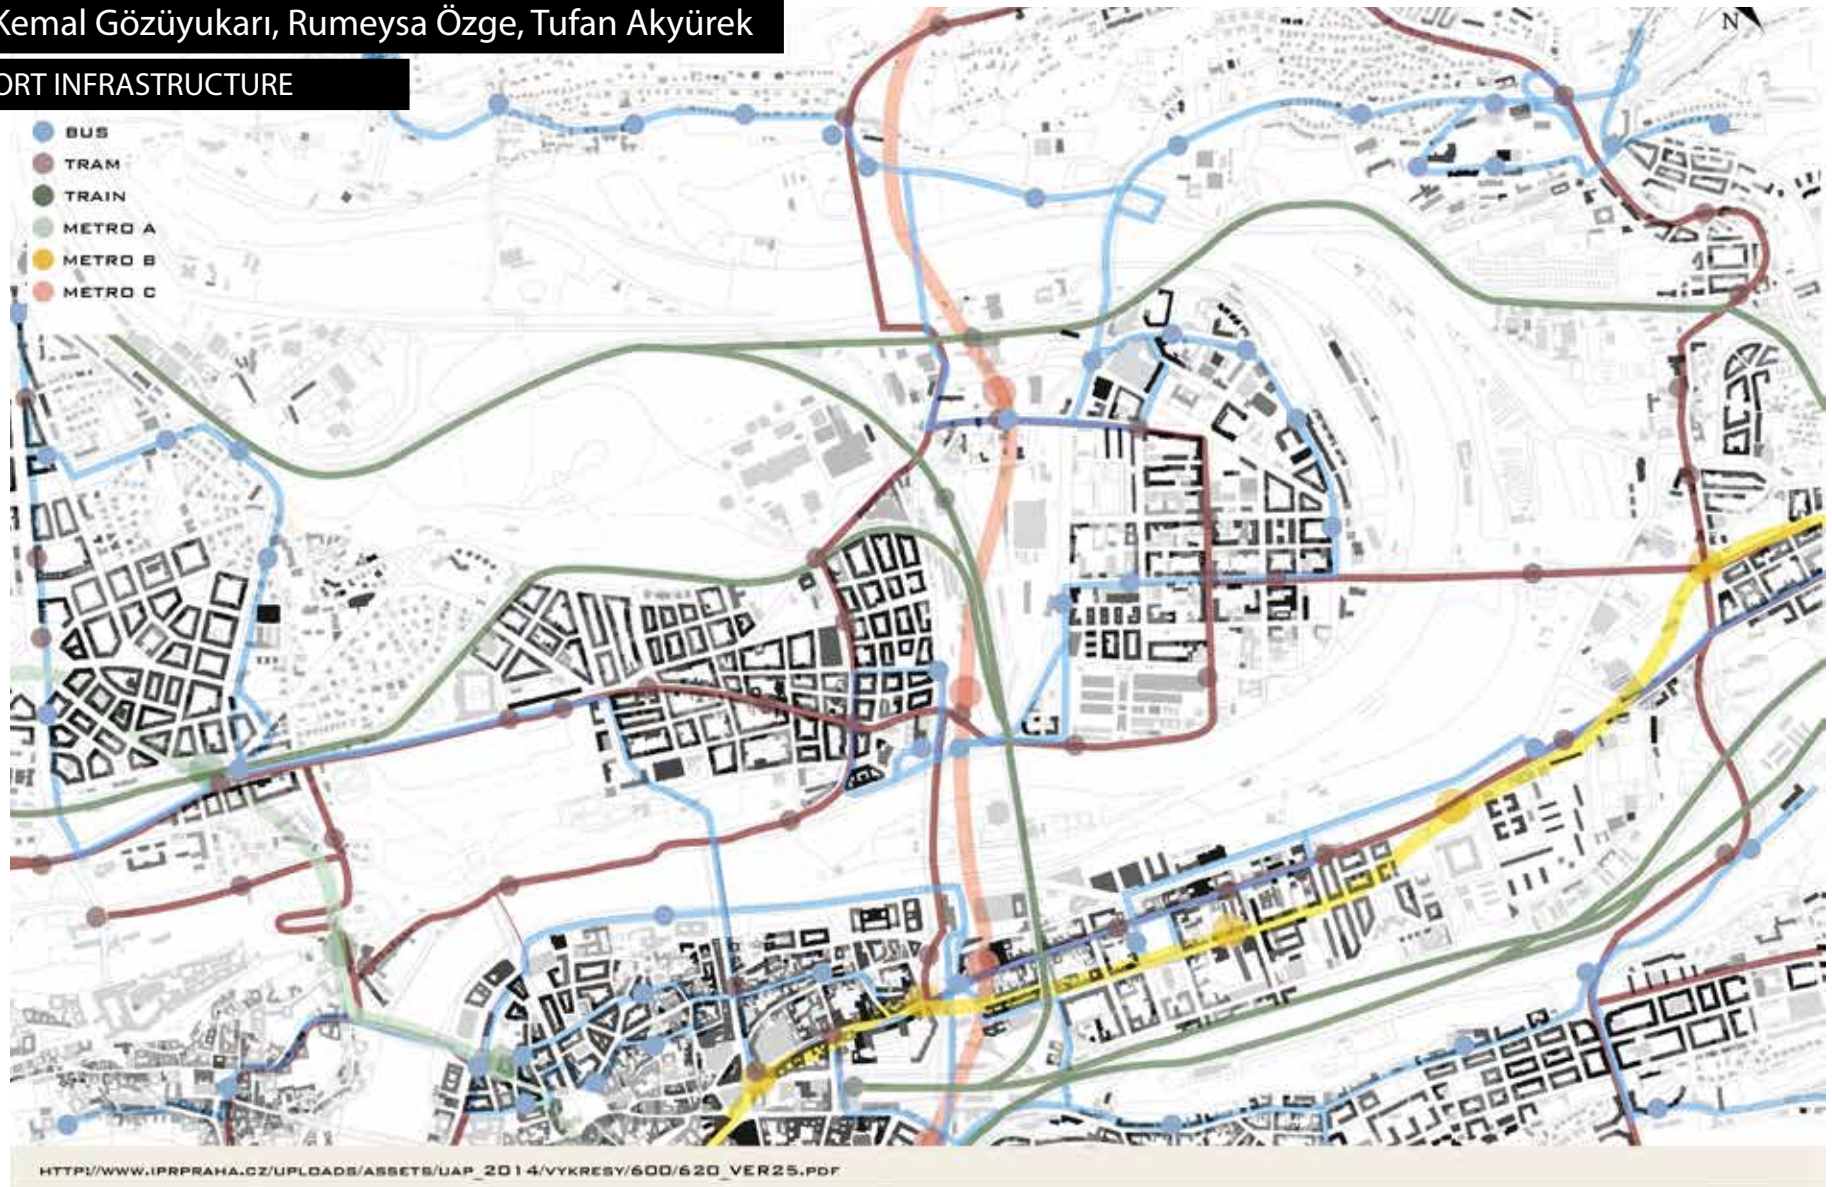 Kemal Gözüyukarı, Rumeysa Özge, Tufan Akyürek
ORT INFRASTRUCTURE
N
BUS
TRAM
TRAIN
METRO A
METRO B
METRO C
HTTP://WWW.IPRPRAHA.CZ/UPLOADS/ASSETS/UAP_2014/VYKRESY/600/620_VER25.PDF